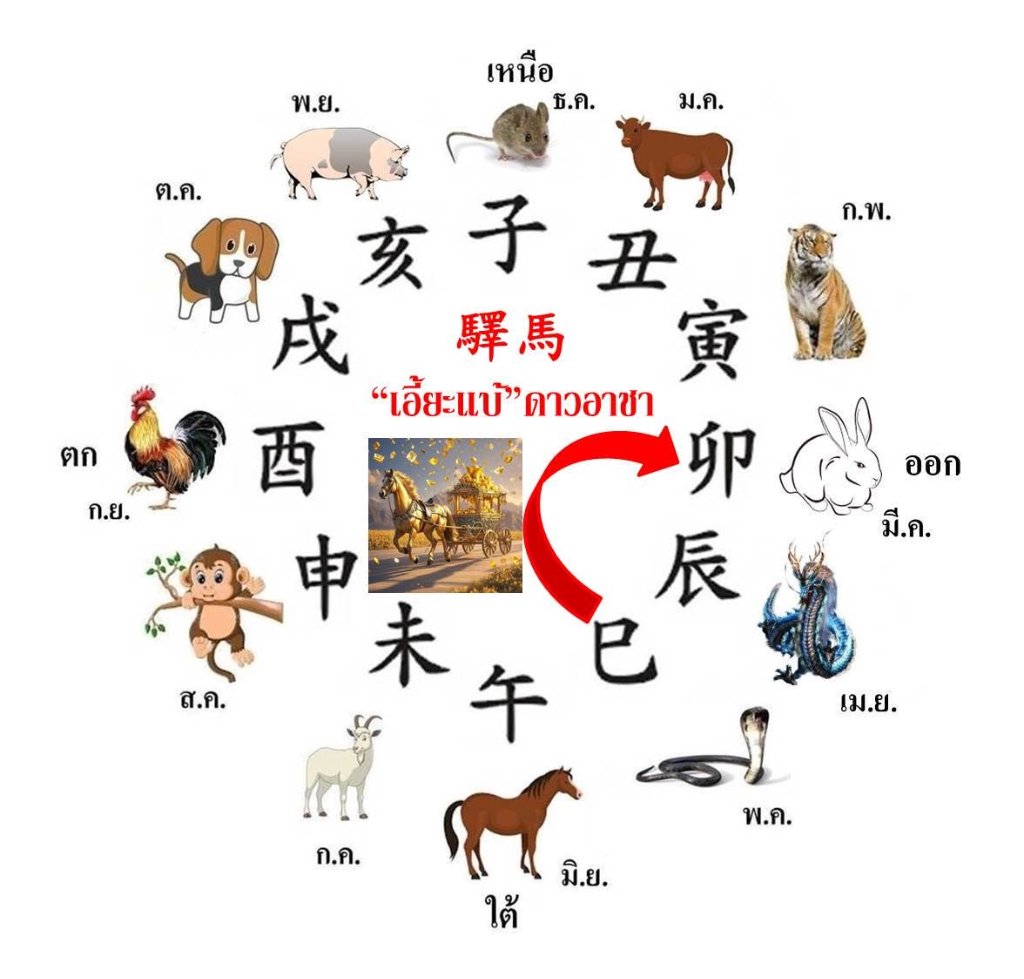 เหนือ
พ.ย.
ธ.ค.
ม.ค.
ต.ค.
ก.พ.
亥
子
丑
戌
寅
驛馬
“เอี้ยะแบ้”ดาวอาชา
ตก
酉
卯
ออก
ก.ย.
มี.ค.
申
辰
未
巳
午
ส.ค.
เม.ย.
พ.ค.
ก.ค.
มิ.ย.
ใต้